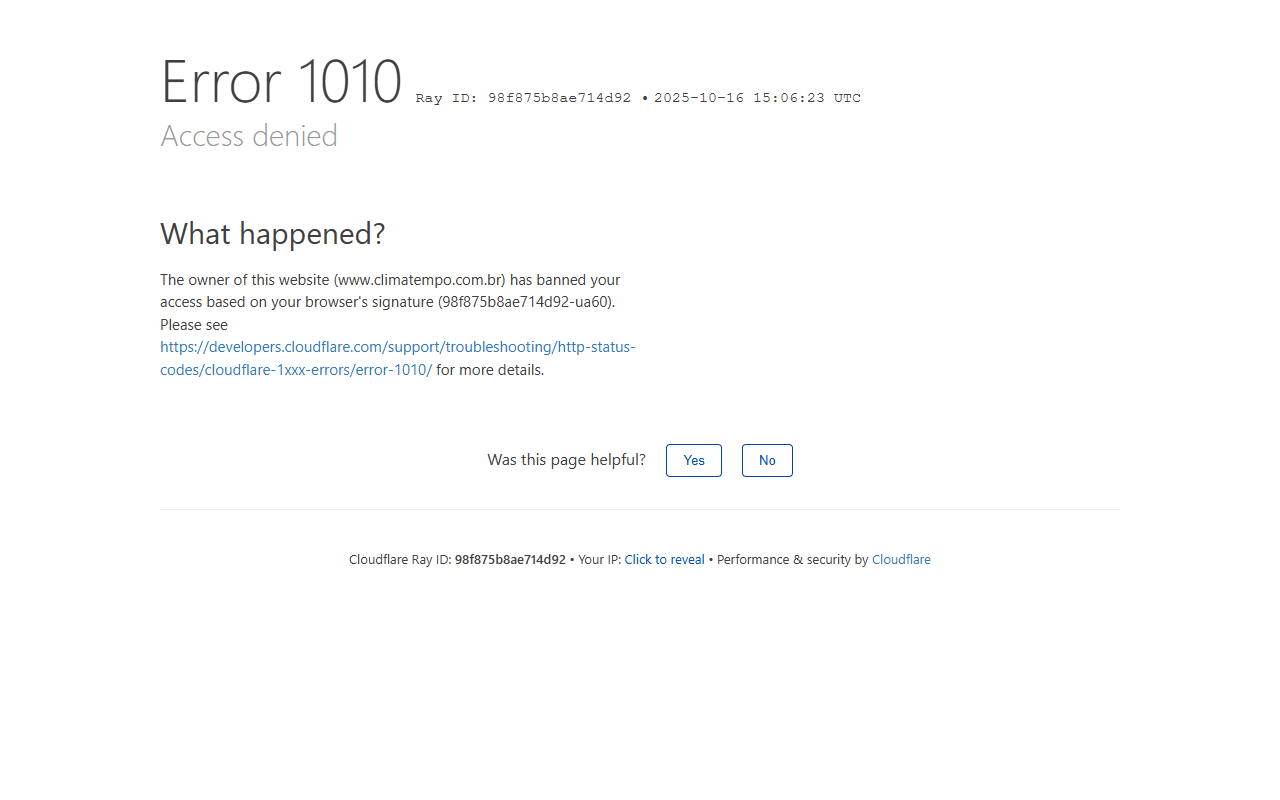 Error 1010 Ray ID: 98f875b8ae714d92 • 2025-10-16 15:06:23 UTC
Access denied
What happened?
The owner of this website (www.climatempo.com.br) has banned your
access based on your browser's signature (98f875b8ae714d92-ua60).
Please see
https://developers.cloudflare.com/support/troubleshooting/http-status-
codes/cloudflare-1xxx-errors/error-1010/ for more details.
Was this page helpful? Yes No
Cloudflare Ray ID: 98f875b8ae714d92 • Your IP: Click to reveal • Performance & security by Cloudflare